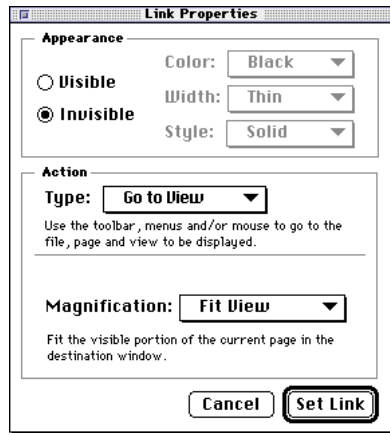 Link Properties
Appearance
Visible
Invisible
Color: Black
Width: Thin
Style: Solid
Action
Type: Go to View
Use the toolbar, menus and/or mouse to go to the
file, page and view to be displayed.
Magnification: Fit View
Fit the visible portion of the current page in the
destination window.
Cancel Set Link